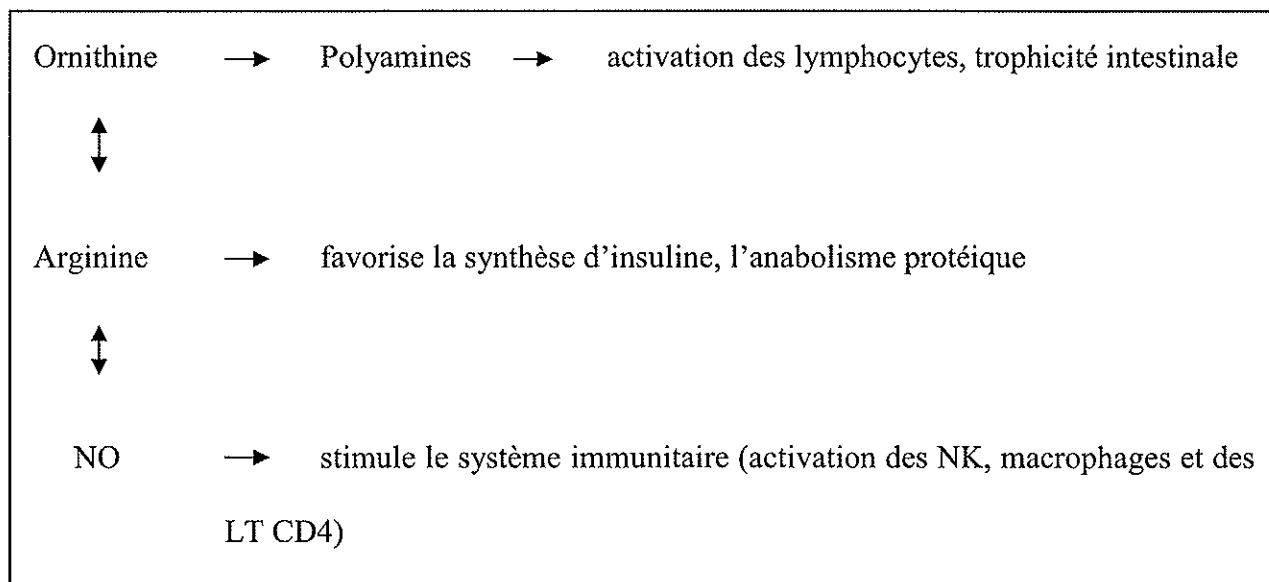 Ornithine → Polyamines → activation des lymphocytes, trophicité intestinale
↕
Arginine → favorise la synthèse d'insuline, l'anabolisme protéique
↕
NO → stimule le système immunitaire (activation des NK, macrophages et des
LT CD4)